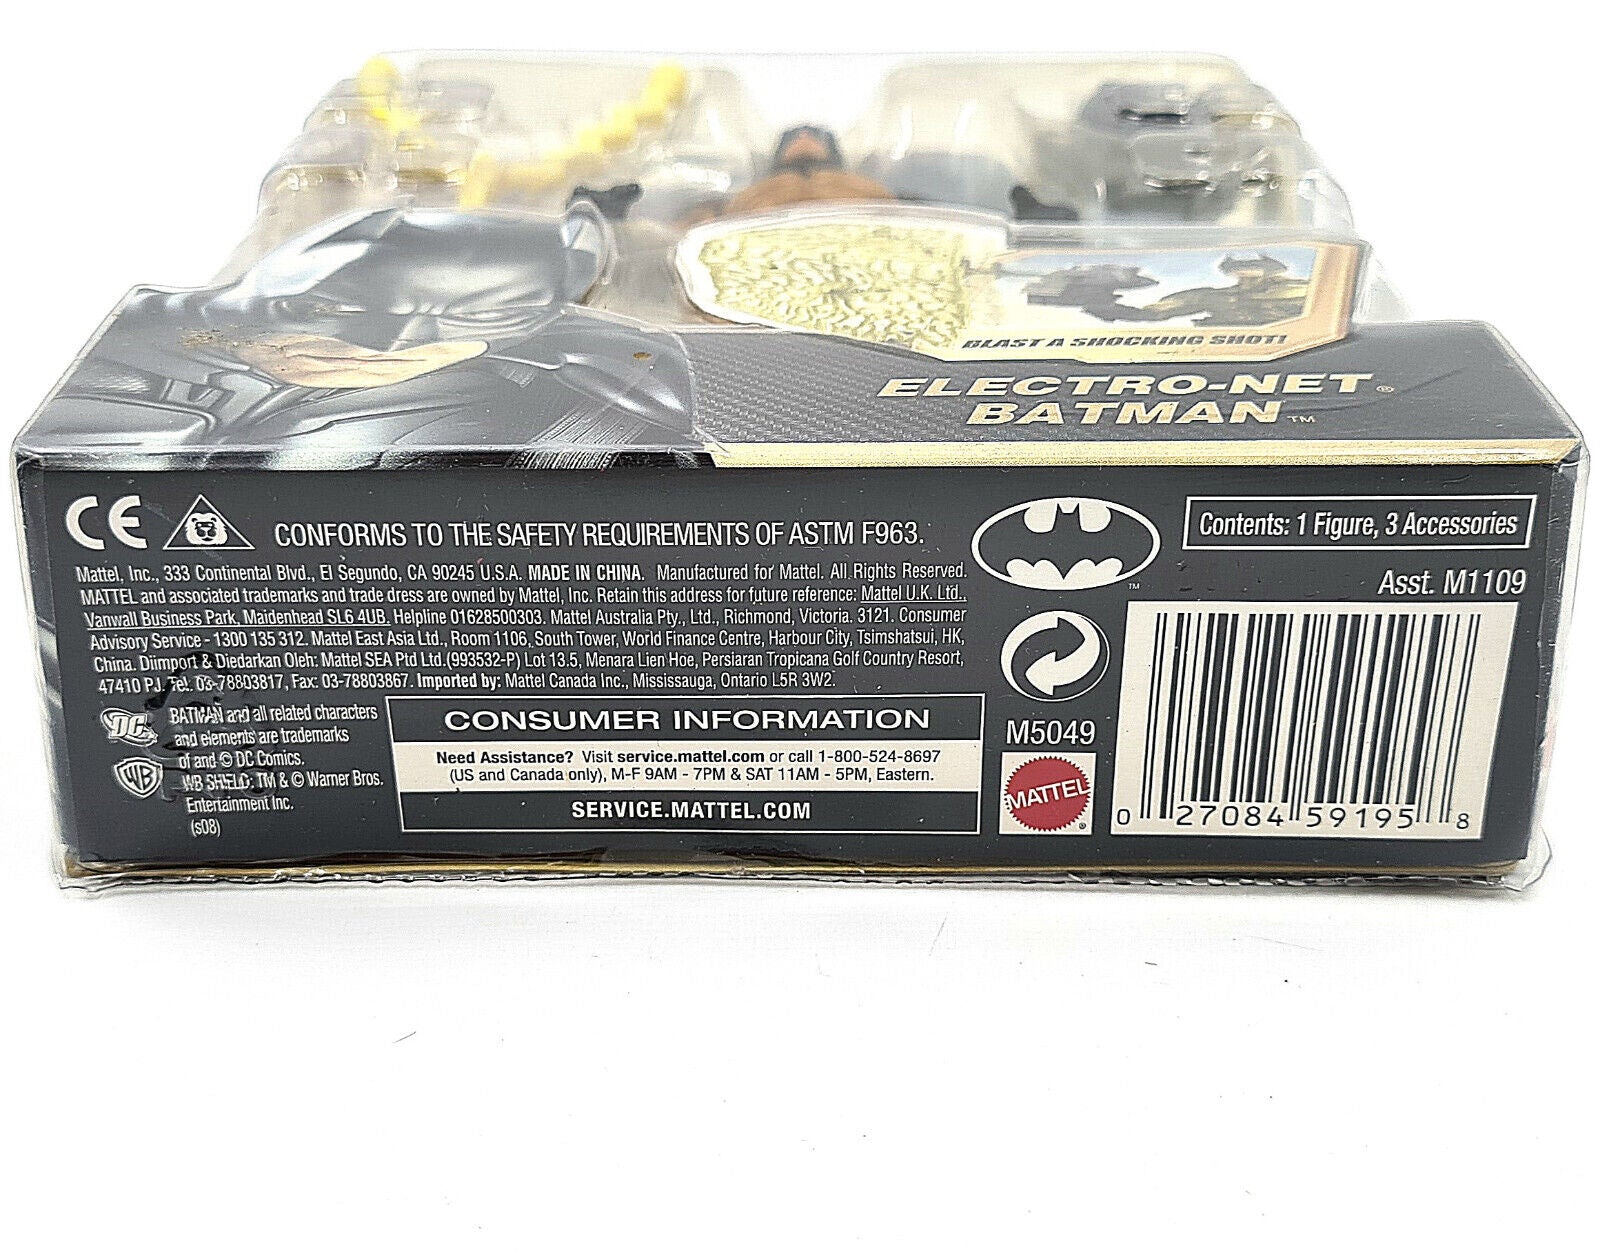 BLAST A SHOCKING SHOT!
ELECTRO-NET®
BATMAN™
CE
CONFORMS TO THE SAFETY REQUIREMENTS OF ASTM F963.
Mattel, Inc., 333 Continental Blvd., El Segundo, CA 90245 U.S.A. MADE IN CHINA. Manufactured for Mattel. All Rights Reserved.
MATTEL and associated trademarks and trade dress are owned by Mattel, Inc. Retain this address for future reference: Mattel U.K. Ltd.,
Vanwall Business Park, Maidenhead SL6 4UB. Helpline 01628500303. Mattel Australia Pty., Ltd., Richmond, Victoria. 3121. Consumer
Advisory Service - 1300 135 312. Mattel East Asia Ltd., Room 1106, South Tower, World Finance Centre, Harbour City, Tsimshatsui, HK,
China. Diimport & Diedarkan Oleh: Mattel SEA Ptd Ltd.(993532-P) Lot 13.5, Menara Lien Hoe, Persiaran Tropicana Golf Country Resort,
47410 PJ. Tel. 03-78803817, Fax: 03-78803867. Imported by: Mattel Canada Inc., Mississauga, Ontario L5R 3W2.
DC
BATMAN and all related characters
and elements are trademarks
of and © DC Comics.
WB
WB SHIELD: TM & © Warner Bros.
Entertainment Inc.
(s08)
CONSUMER INFORMATION
Need Assistance? Visit service.mattel.com or call 1-800-524-8697
(US and Canada only), M-F 9AM - 7PM & SAT 11AM - 5PM, Eastern.
SERVICE.MATTEL.COM
TM
Contents: 1 Figure, 3 Accessories
Asst. M1109
M5049
MATTEL®
0 27084 59195 8